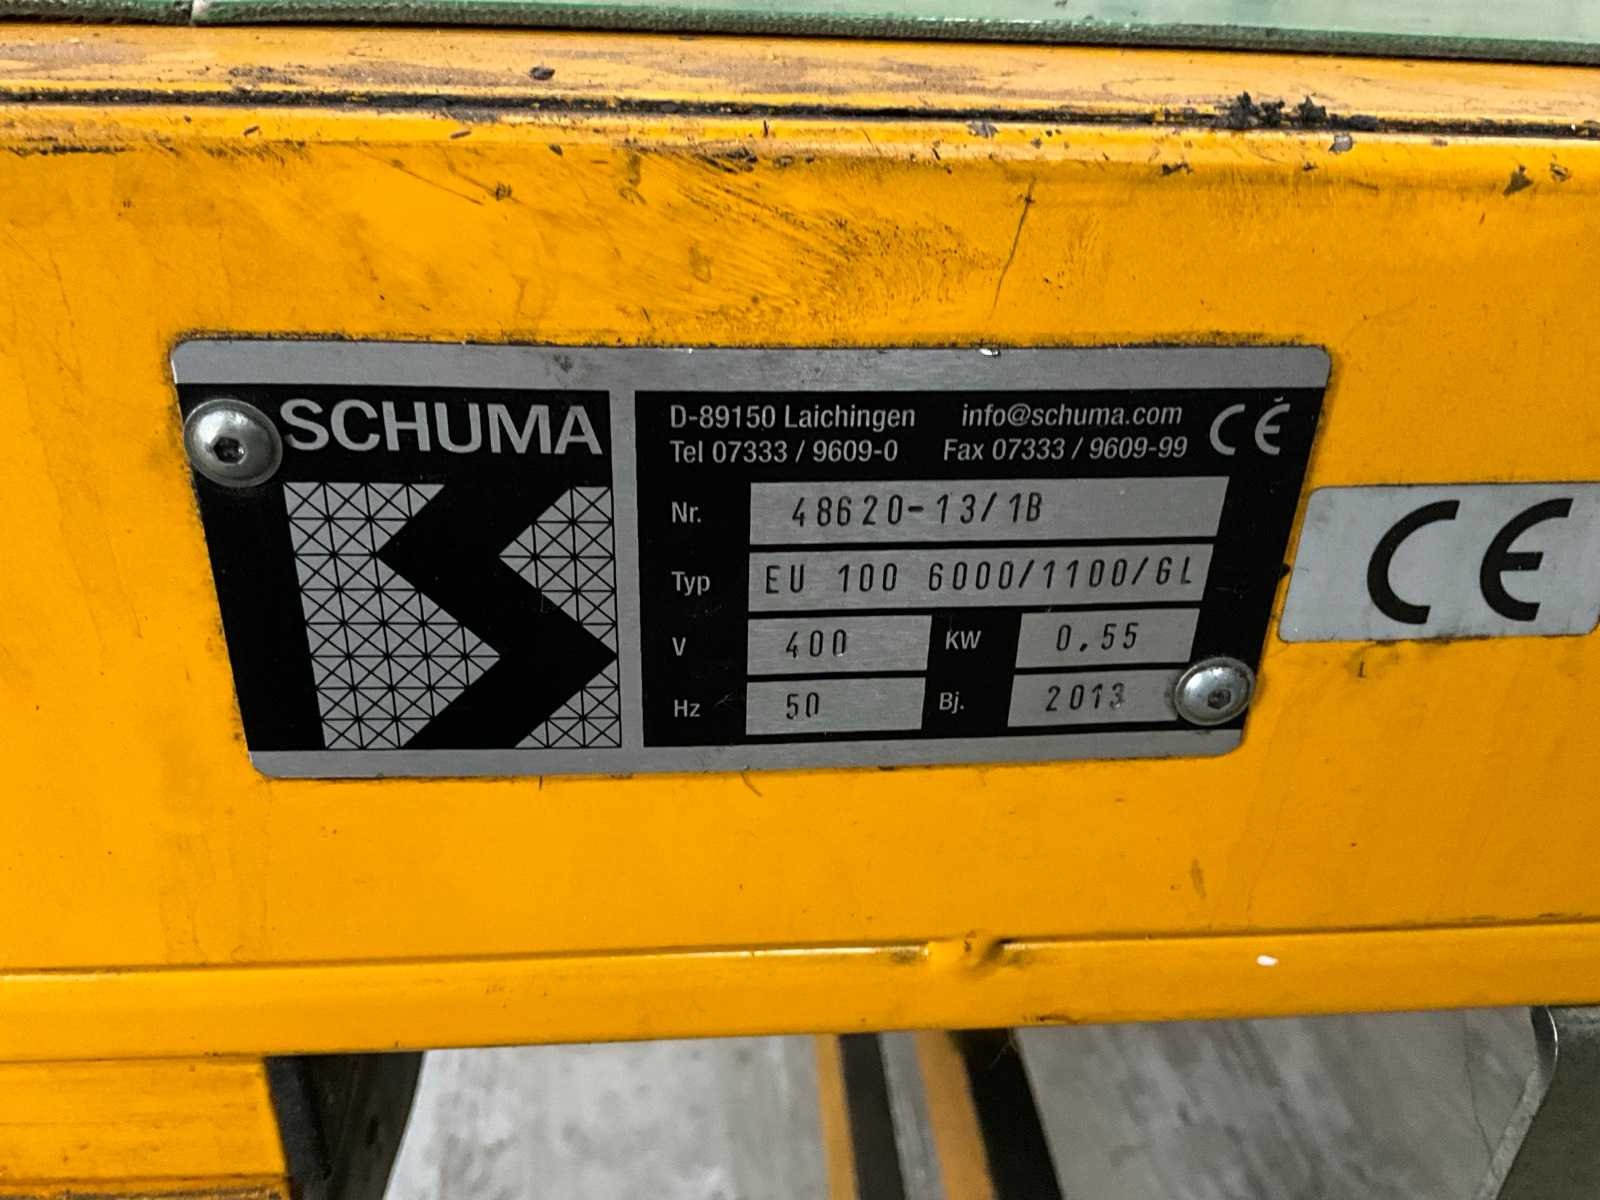 SCHUMA
D-89150 Laichingen info@schuma.com
Tel 07333 / 9609-0 Fax 07333 / 9609-99 CE
Nr. 48620-13/1B
Typ EU 100 6000/1100/GL
V 400 KW 0,55
Hz 50 Bj. 2013
CE